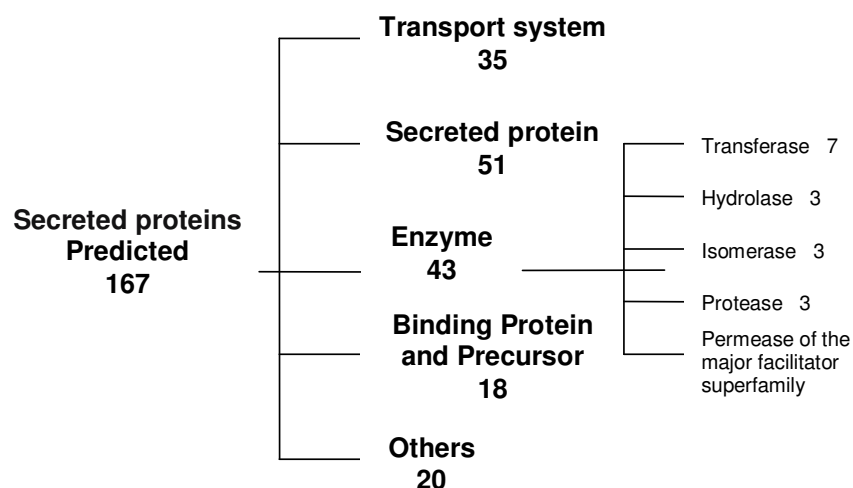 Secreted proteins
Predicted
167
Transport system
35
Secreted protein
51
Enzyme
43
Binding Protein
and Precursor
18
Others
20
Transferase 7
Hydrolase 3
Isomerase 3
Protease 3
Permease of the
major facilitator
superfamily